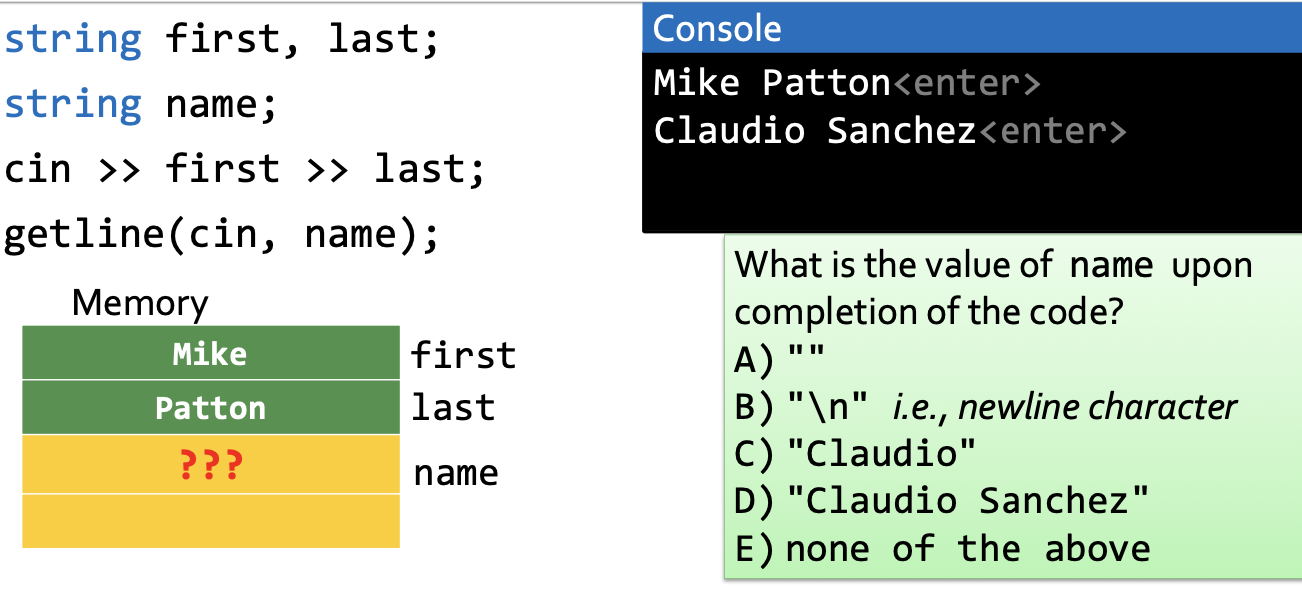 string first, last;
string name;
cin >> first >> last;
getline(cin, name);
Memory
Mike first
Patton last
??? name
Console
Mike Patton<enter>
Claudio Sanchez<enter>
What is the value of name upon
completion of the code?
A) ""
B) "\n" i.e., newline character
C) "Claudio"
D) "Claudio Sanchez"
E) none of the above